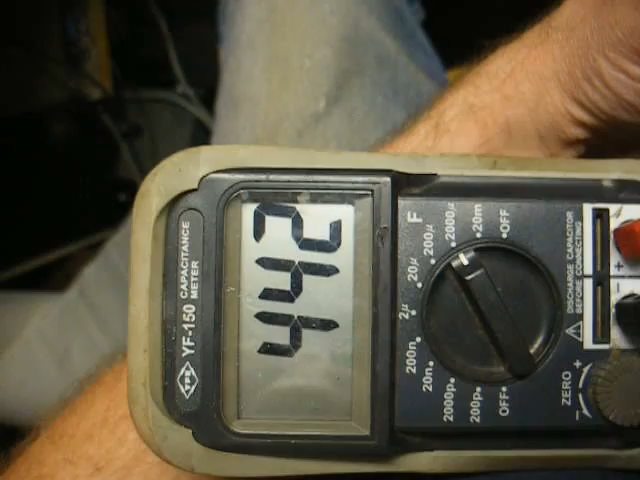 TES YF-150 CAPACITANCE
METER
442
F
OFF
200p
2000p
20n
200n
2μ
20μ
200μ
2000μ
20m
OFF
DISCHARGE CAPACITOR
BEFORE CONNECTING
ZERO
- +
- +